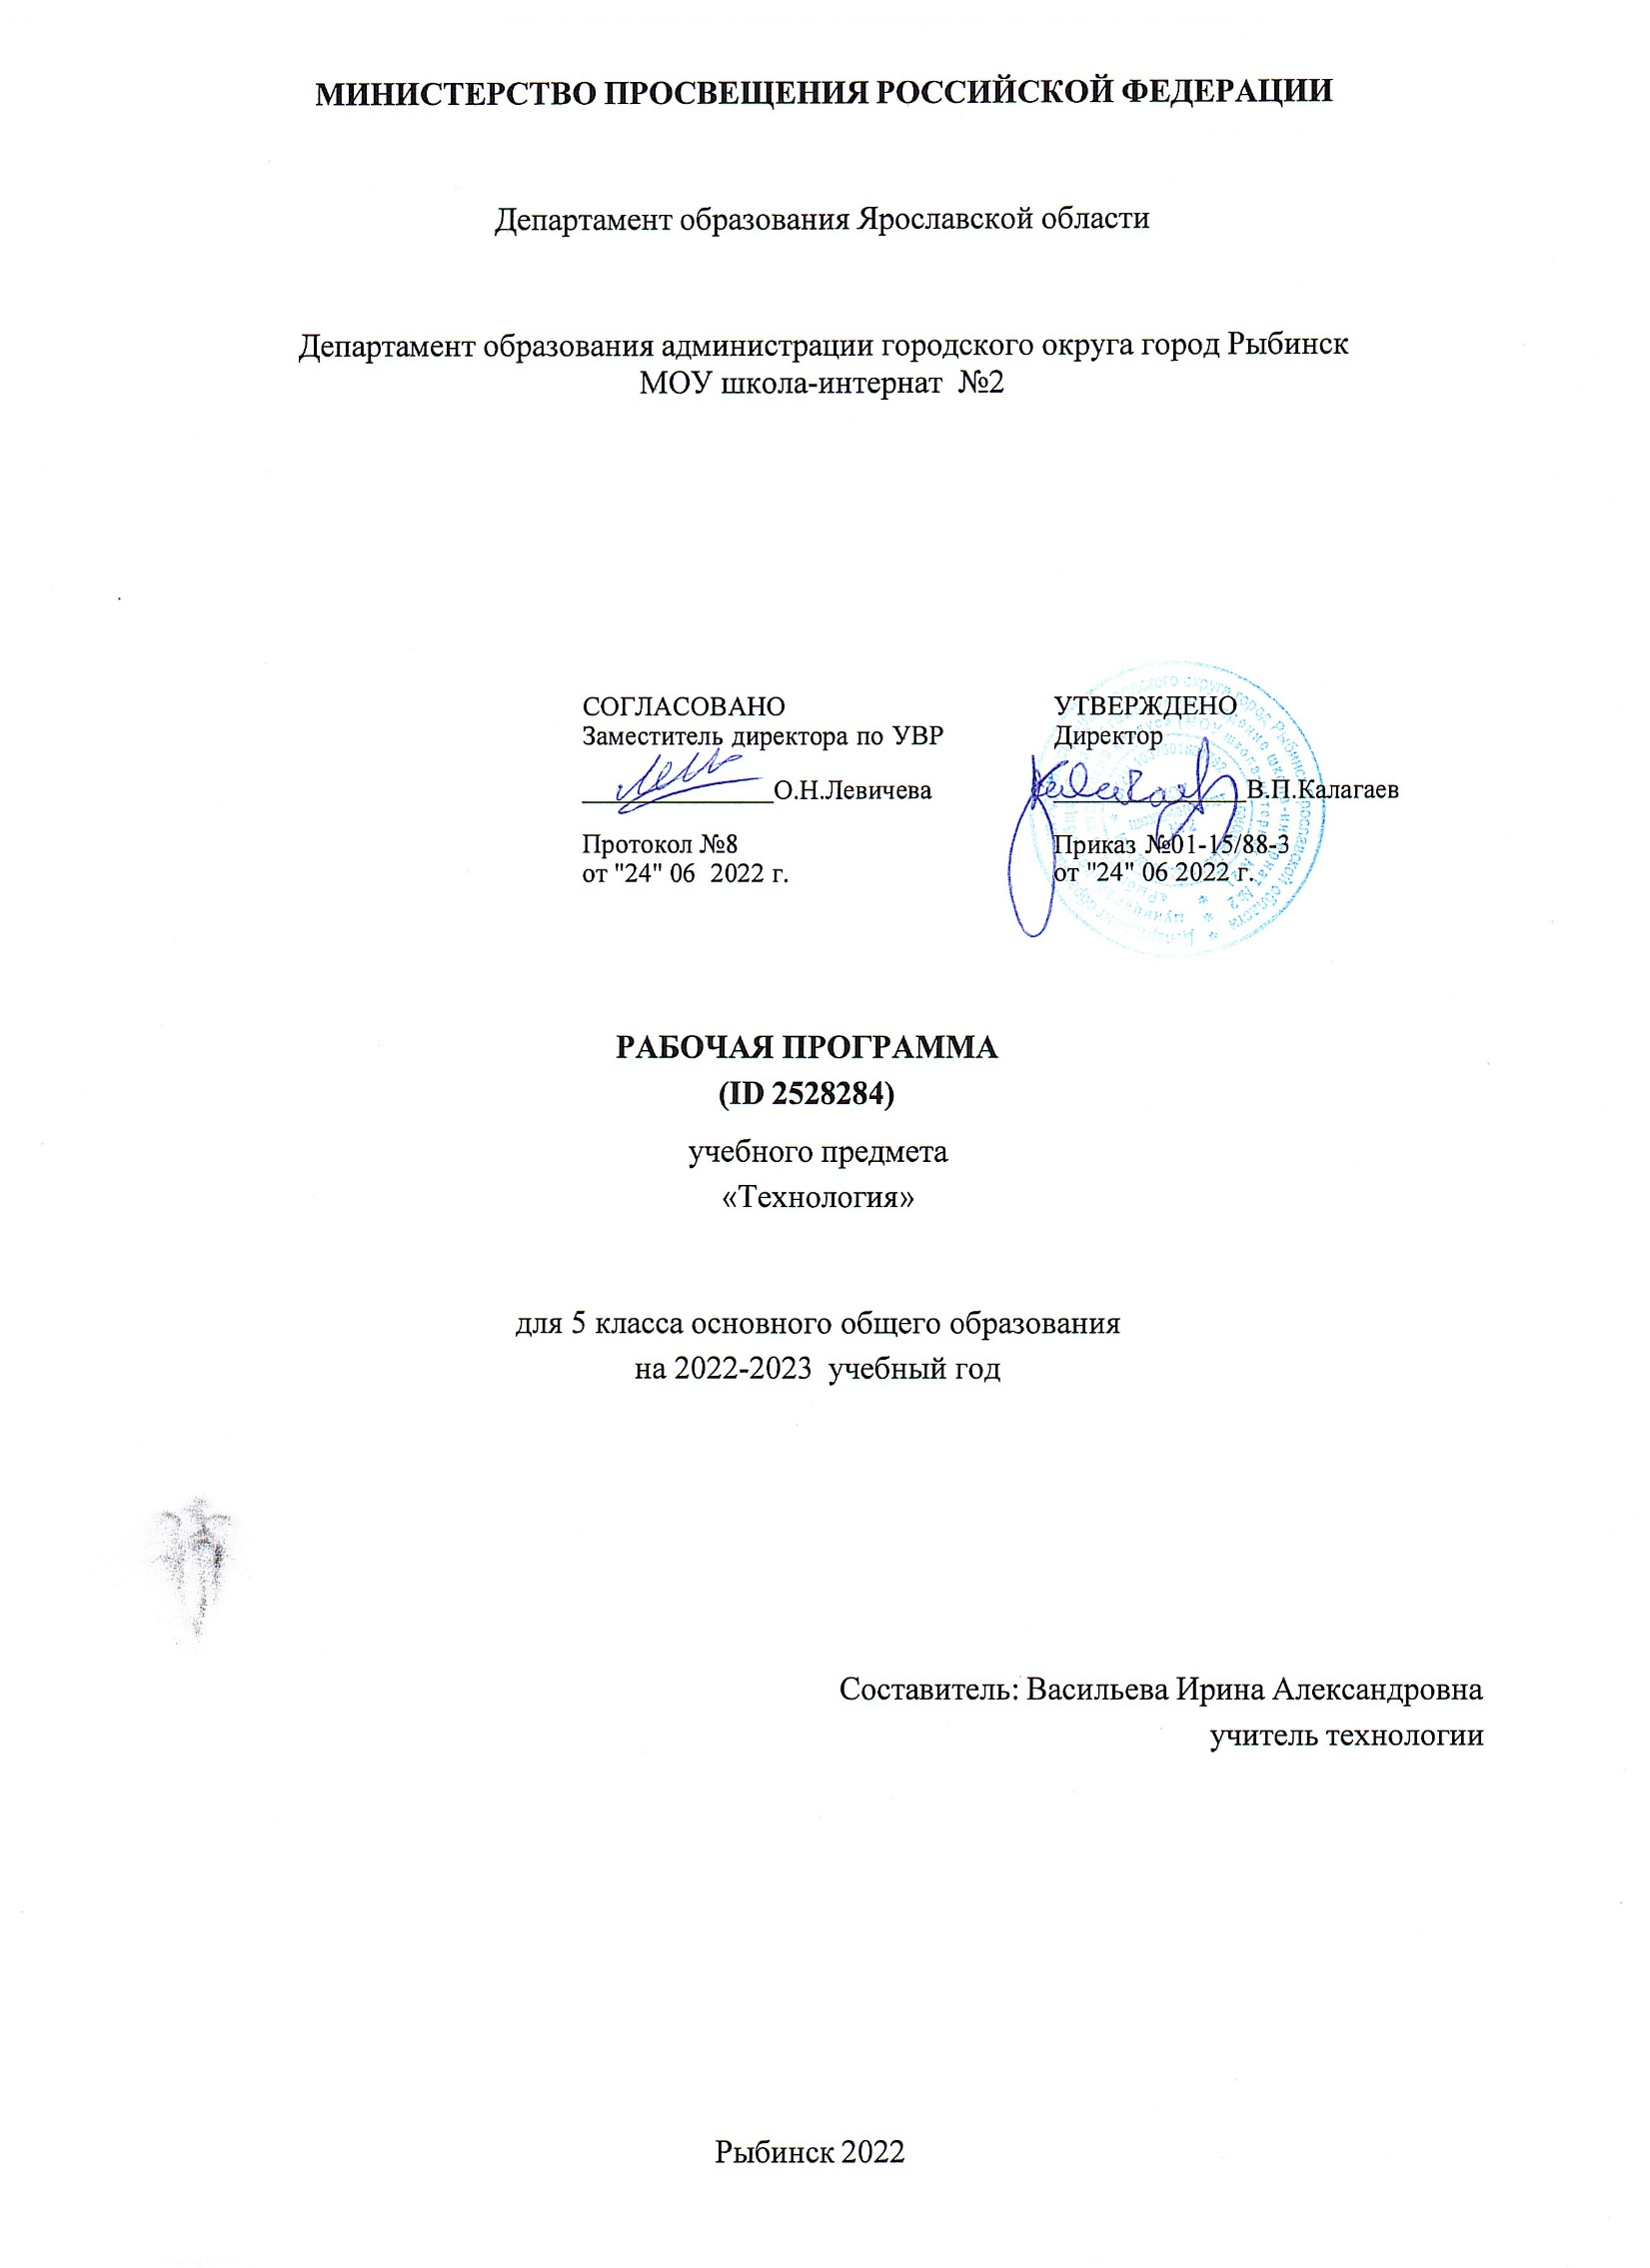 МИНИСТЕРСТВО ПРОСВЕЩЕНИЯ РОССИЙСКОЙ ФЕДЕРАЦИИ
Департамент образования Ярославской области
Департамент образования администрации городского округа город Рыбинск
МОУ школа-интернат №2
СОГЛАСОВАНО
Заместитель директора по УВР
О.Н.Левичева
Протокол №8
от "24" 06 2022 г.
УТВЕРЖДЕНО
Директор
В.П.Калагаев
Приказ №01-15/88-3
от "24" 06 2022 г.
РАБОЧАЯ ПРОГРАММА
(ID 2528284)
учебного предмета
«Технология»
для 5 класса основного общего образования
на 2022-2023 учебный год
Составитель: Васильева Ирина Александровна
учитель технологии
Рыбинск 2022